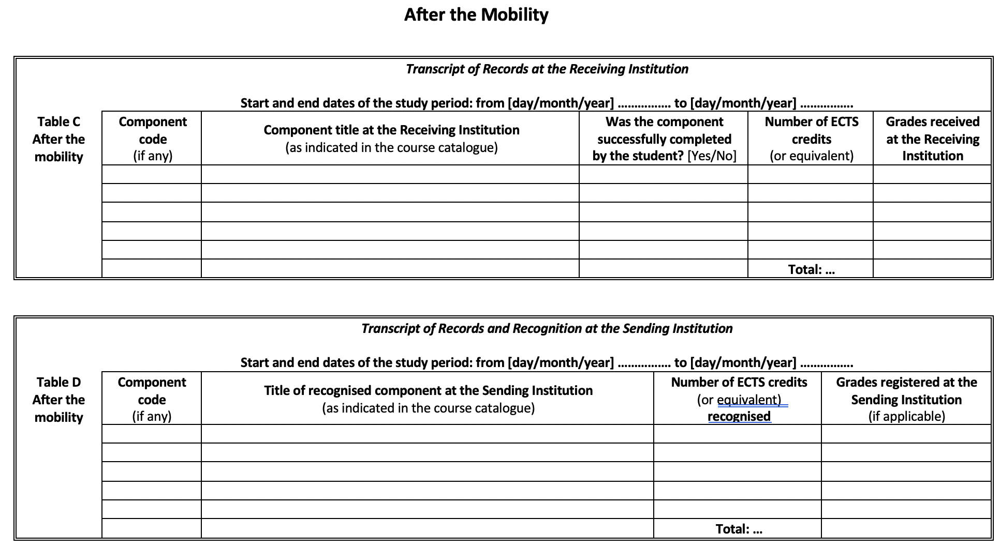 After the Mobility
Transcript of Records at the Receiving Institution
Start and end dates of the study period: from [day/month/year] ................ to [day/month/year] ................
Table C
After the
mobility
Component
code
(if any)
Component title at the Receiving Institution
(as indicated in the course catalogue)
Was the component
successfully completed
by the student? [Yes/No]
Number of ECTS
credits
(or equivalent)
Grades received
at the Receiving
Institution
Total: ...
Transcript of Records and Recognition at the Sending Institution
Start and end dates of the study period: from [day/month/year] ................ to [day/month/year] ................
Table D
After the
mobility
Component
code
(if any)
Title of recognised component at the Sending Institution
(as indicated in the course catalogue)
Number of ECTS credits
(or equivalent)
recognised
Grades registered at the
Sending Institution
(if applicable)
Total: ...